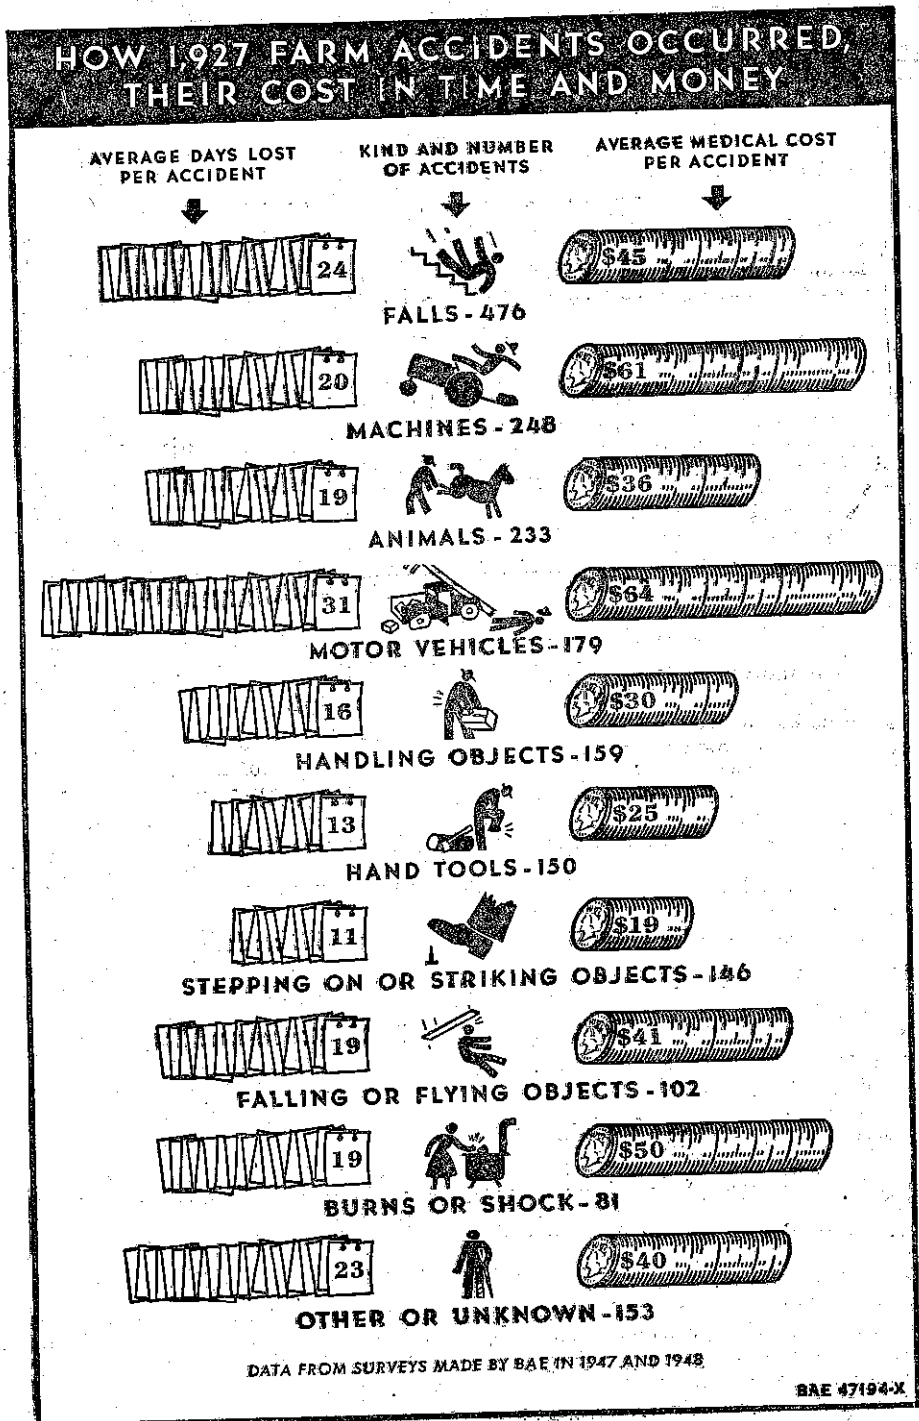 HOW 1,927 FARM ACCIDENTS OCCURRED,
THEIR COST IN TIME AND MONEY
AVERAGE DAYS LOST
PER ACCIDENT
KIND AND NUMBER
OF ACCIDENTS
AVERAGE MEDICAL COST
PER ACCIDENT
24
$45
FALLS - 476
20
$61
MACHINES - 248
19
$36
ANIMALS - 233
31
$64
MOTOR VEHICLES - 179
16
$30
HANDLING OBJECTS - 159
13
$25
HAND TOOLS - 150
11
$19
STEPPING ON OR STRIKING OBJECTS - 146
19
$41
FALLING OR FLYING OBJECTS - 102
19
$50
BURNS OR SHOCK - 81
23
$40
OTHER OR UNKNOWN - 153
DATA FROM SURVEYS MADE BY BAE IN 1947 AND 1948
BAE 47194-X